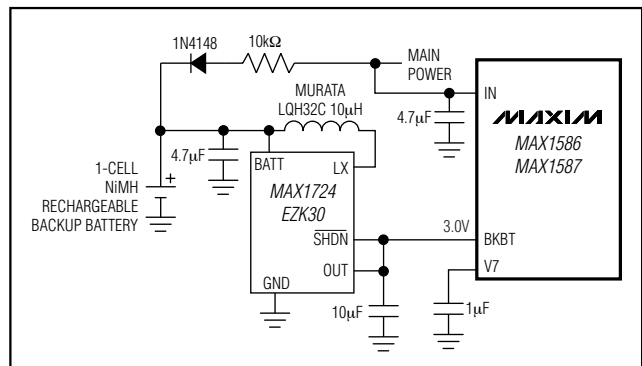 1N4148
10kΩ
MAIN
POWER
MURATA
LQH32C 10μH
4.7μF
IN
MAXIM
MAX1586
MAX1587
4.7μF
BATT
LX
1-CELL
NiMH
RECHARGEABLE
BACKUP BATTERY
+
MAX1724
EZK30
SHDN
3.0V
BKBT
OUT
V7
GND
10μF
1μF